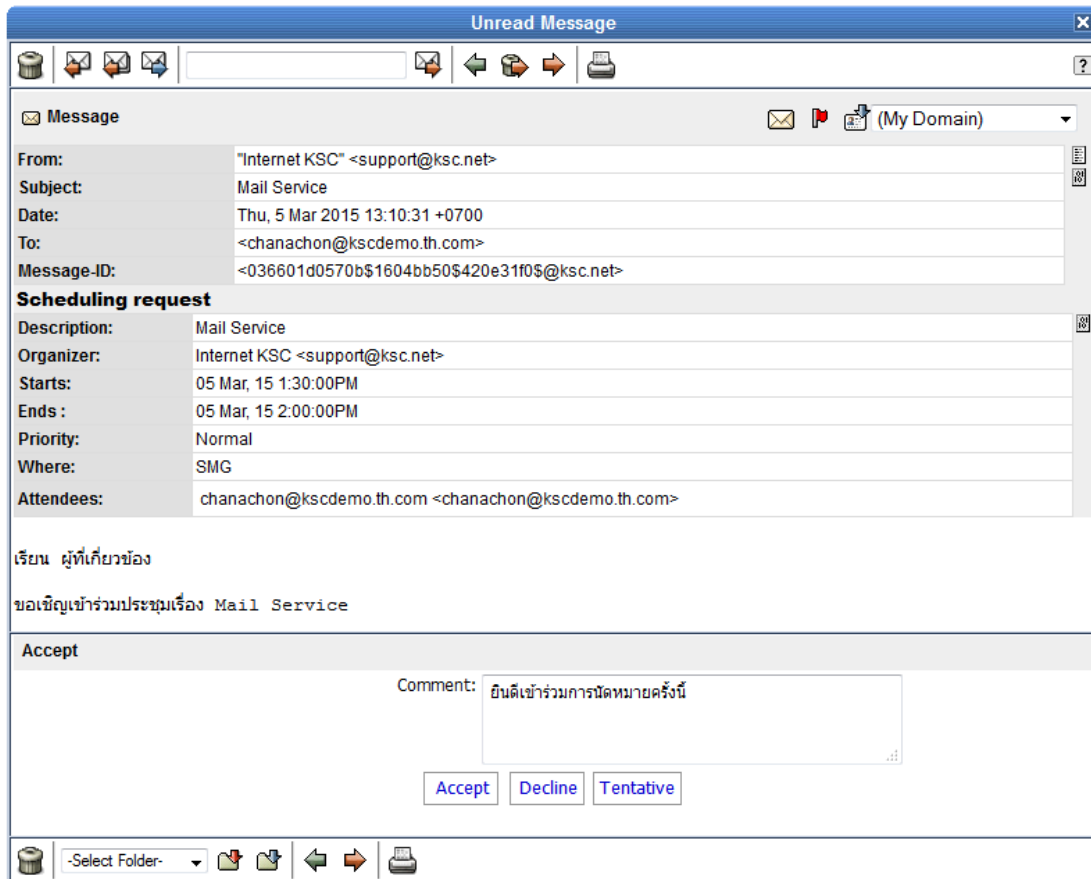 Unread Message
Message
(My Domain)
From: "Internet KSC" <support@ksc.net>
Subject: Mail Service
Date: Thu, 5 Mar 2015 13:10:31 +0700
To: <chanachon@kscdemo.th.com>
Message-ID: <036601d0570b$1604bb50$420e31f0$@ksc.net>
Scheduling request
Description: Mail Service
Organizer: Internet KSC <support@ksc.net>
Starts: 05 Mar, 15 1:30:00PM
Ends : 05 Mar, 15 2:00:00PM
Priority: Normal
Where: SMG
Attendees: chanachon@kscdemo.th.com <chanachon@kscdemo.th.com>
เรียน ผู้ที่เกี่ยวข้อง
ขอเชิญเข้าร่วมประชุมเรื่อง Mail Service
Accept
Comment: ยินดีเข้าร่วมการนัดหมายครั้งนี้
Accept Decline Tentative
-Select Folder-